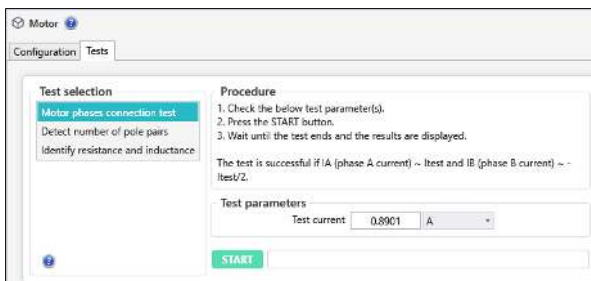 Motor
Configuration Tests
Test selection
Motor phases connection test
Detect number of pole pairs
Identify resistance and inductance
Procedure
1. Check the below test parameter(s).
2. Press the START button.
3. Wait until the test ends and the results are displayed.
The test is successful if IA (phase A current) ~ Itest and IB (phase B current) ~ -
Itest/2.
Test parameters
Test current 0.8901 A
START